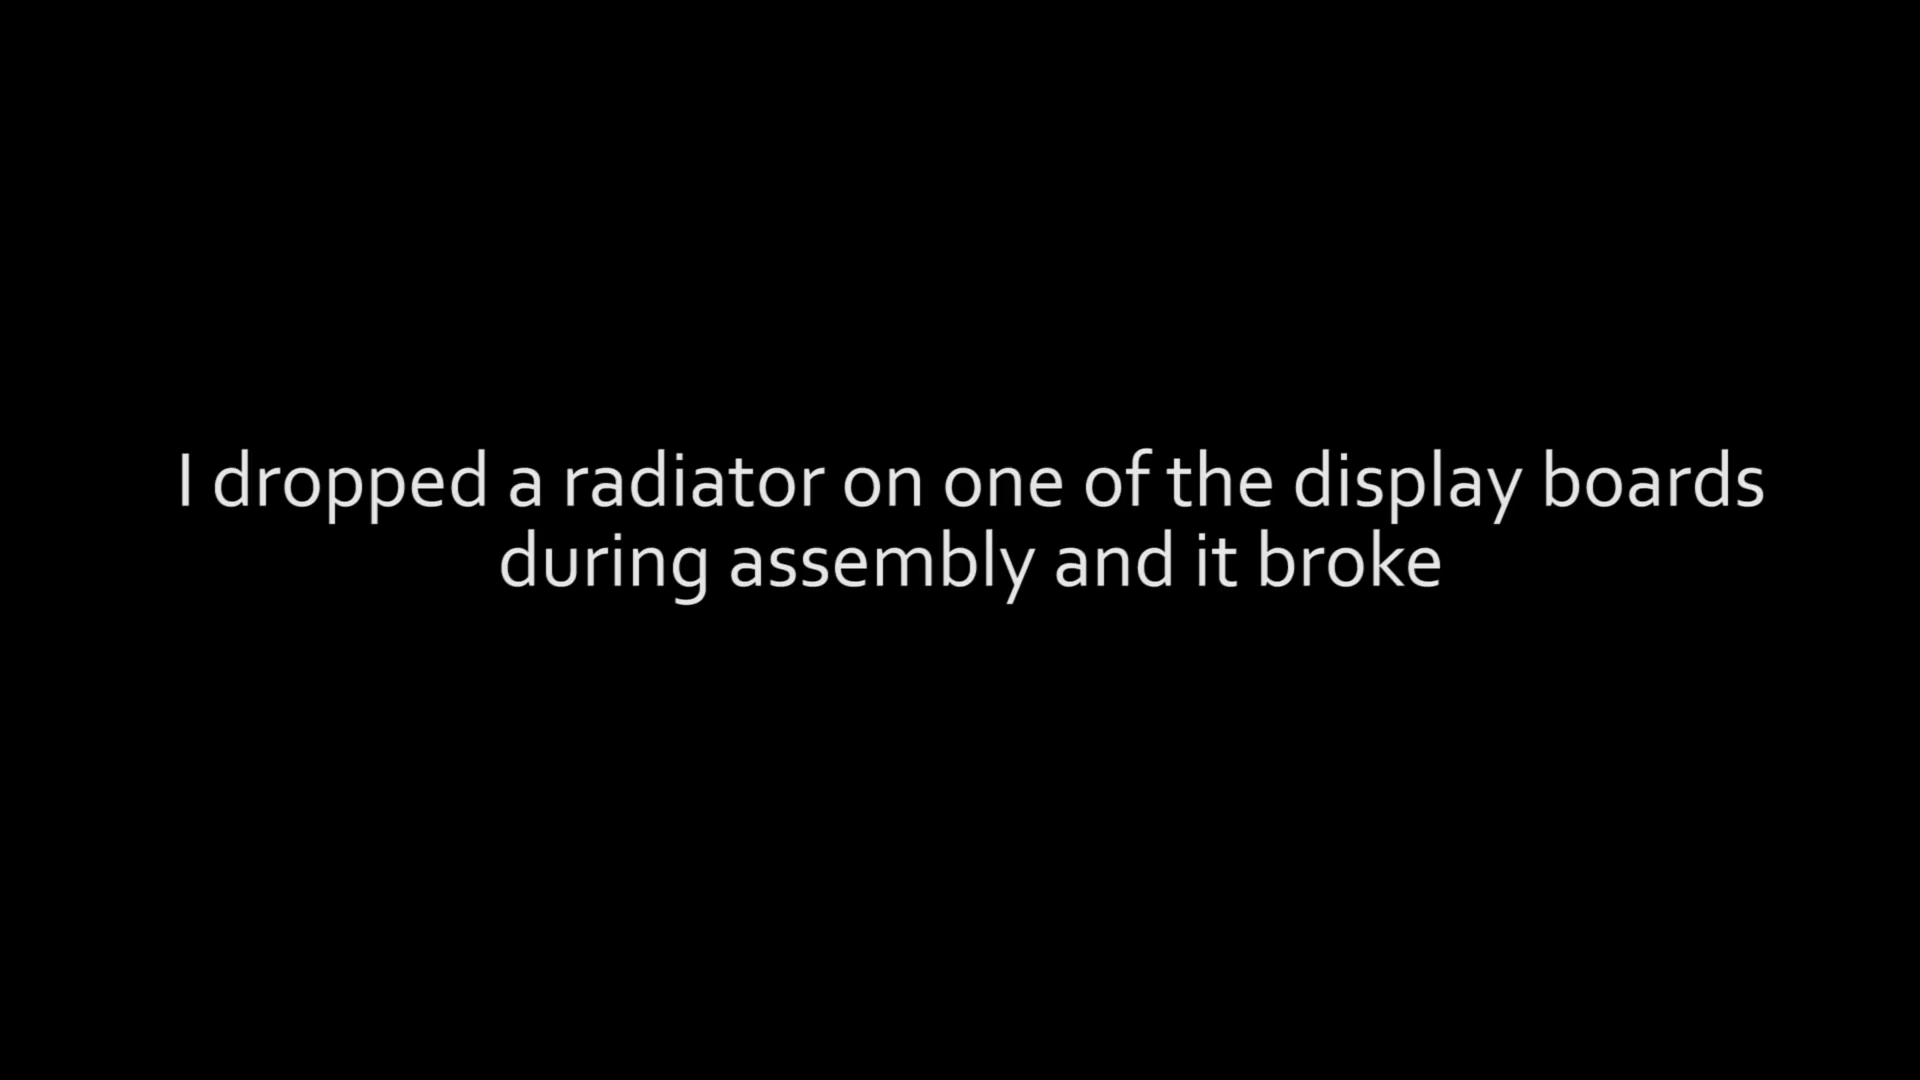 I dropped a radiator on one of the display boards
during assembly and it broke